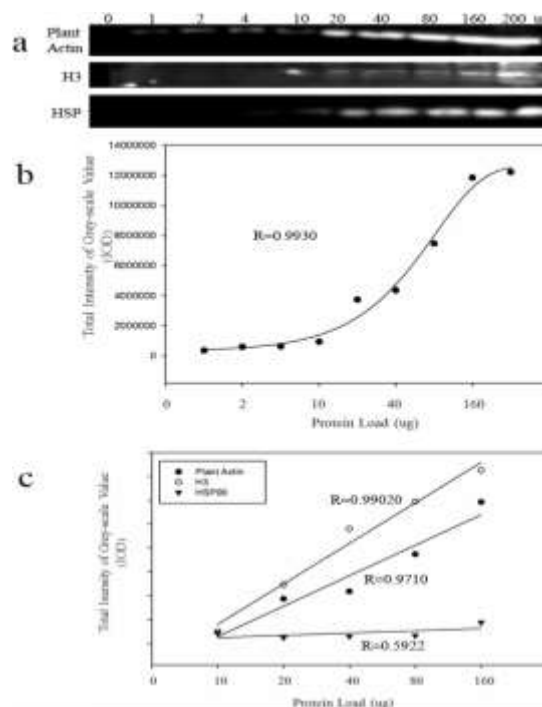 0 1 2 4 10 20 40 80 160 200 ug
a
Plant
Actin
H3
HSP
b
14000000
12000000
10000000
8000000
6000000
4000000
2000000
0
Total Intensity of Grey-scale Value
(IOD)
R=0.9930
0 2 10 40 160
Protein Load (ug)
c
Total Intensity of Grey-scale Value
(IOD)
Plant Actin
H3
R=0.99020
R=0.9710
R=0.5922
0 10 20 40 80 160
Protein Load (ug)